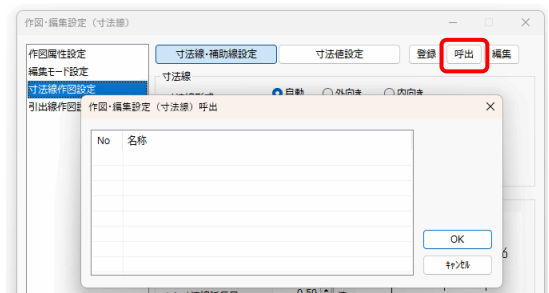 作図・編集設定（寸法線）
作図属性設定
編集モード設定
寸法線作図設定
引出線作図設
寸法線・補助線設定
寸法値設定
登録
呼出
編集
寸法線
自動
外向き
内向き
作図・編集設定（寸法線）呼出
No
名称
OK
ｷｬﾝｾﾙ
0.50